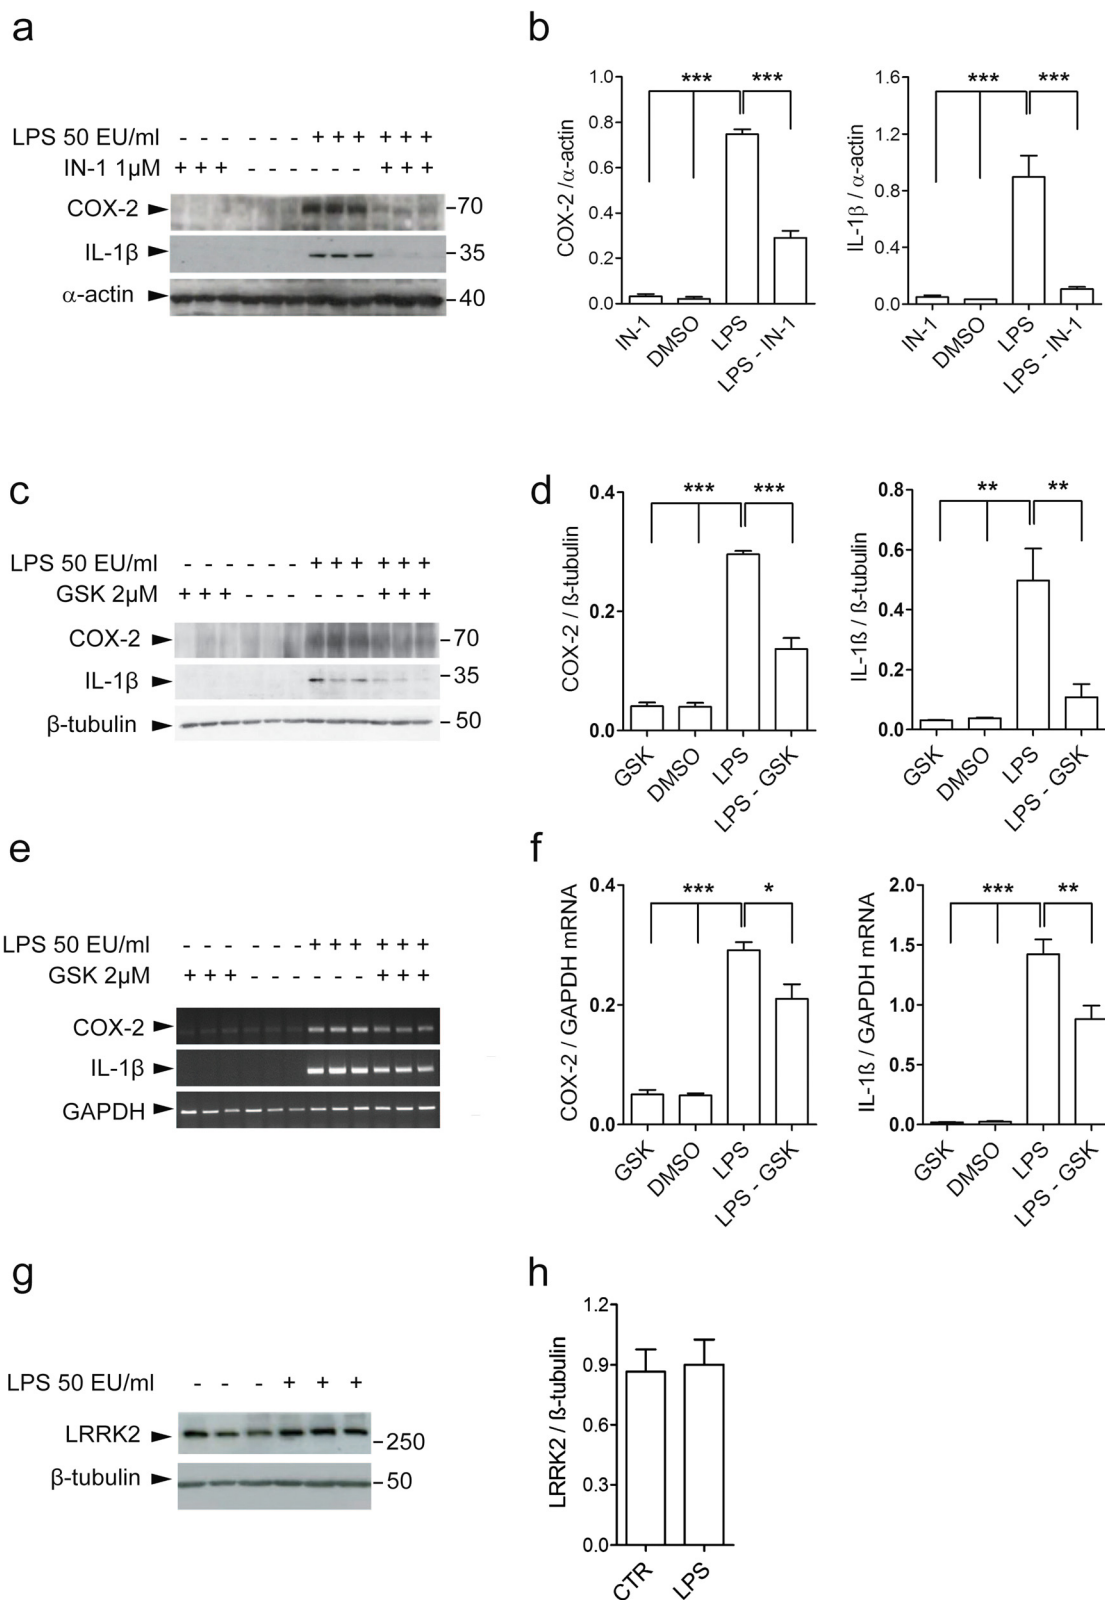 a
LPS 50 EU/ml - - - - - - + + + + + +
IN-1 1µM + + + - - - - - - + + +
COX-2 -70
IL-1β -35
α-actin -40
b
COX-2 /α-actin
1.0
0.8
0.6
0.4
0.2
0.0
*** ***
IN-1 DMSO LPS LPS - IN-1
IL-1β / α-actin
1.6
1.2
0.8
0.4
0.0
*** ***
IN-1 DMSO LPS LPS - IN-1
c
LPS 50 EU/ml - - - - - - + + + + + +
GSK 2µM + + + - - - - - - + + +
COX-2 -70
IL-1β -35
β-tubulin -50
d
COX-2 / ß-tubulin
0.4
0.2
0.0
*** ***
GSK DMSO LPS LPS - GSK
IL-1ß / ß-tubulin
0.8
0.6
0.4
0.2
0.0
** **
GSK DMSO LPS LPS - GSK
e
LPS 50 EU/ml - - - - - - + + + + + +
GSK 2µM + + + - - - - - - + + +
COX-2
IL-1β
GAPDH
f
COX-2 / GAPDH mRNA
0.4
0.2
0.0
*** *
GSK DMSO LPS LPS - GSK
IL-1ß / GAPDH mRNA
2.0
1.5
1.0
0.5
0.0
*** **
GSK DMSO LPS LPS - GSK
g
LPS 50 EU/ml - - - + + +
LRRK2 -250
β-tubulin -50
h
LRRK2 / ß-tubulin
1.2
0.9
0.6
0.3
0.0
CTR LPS